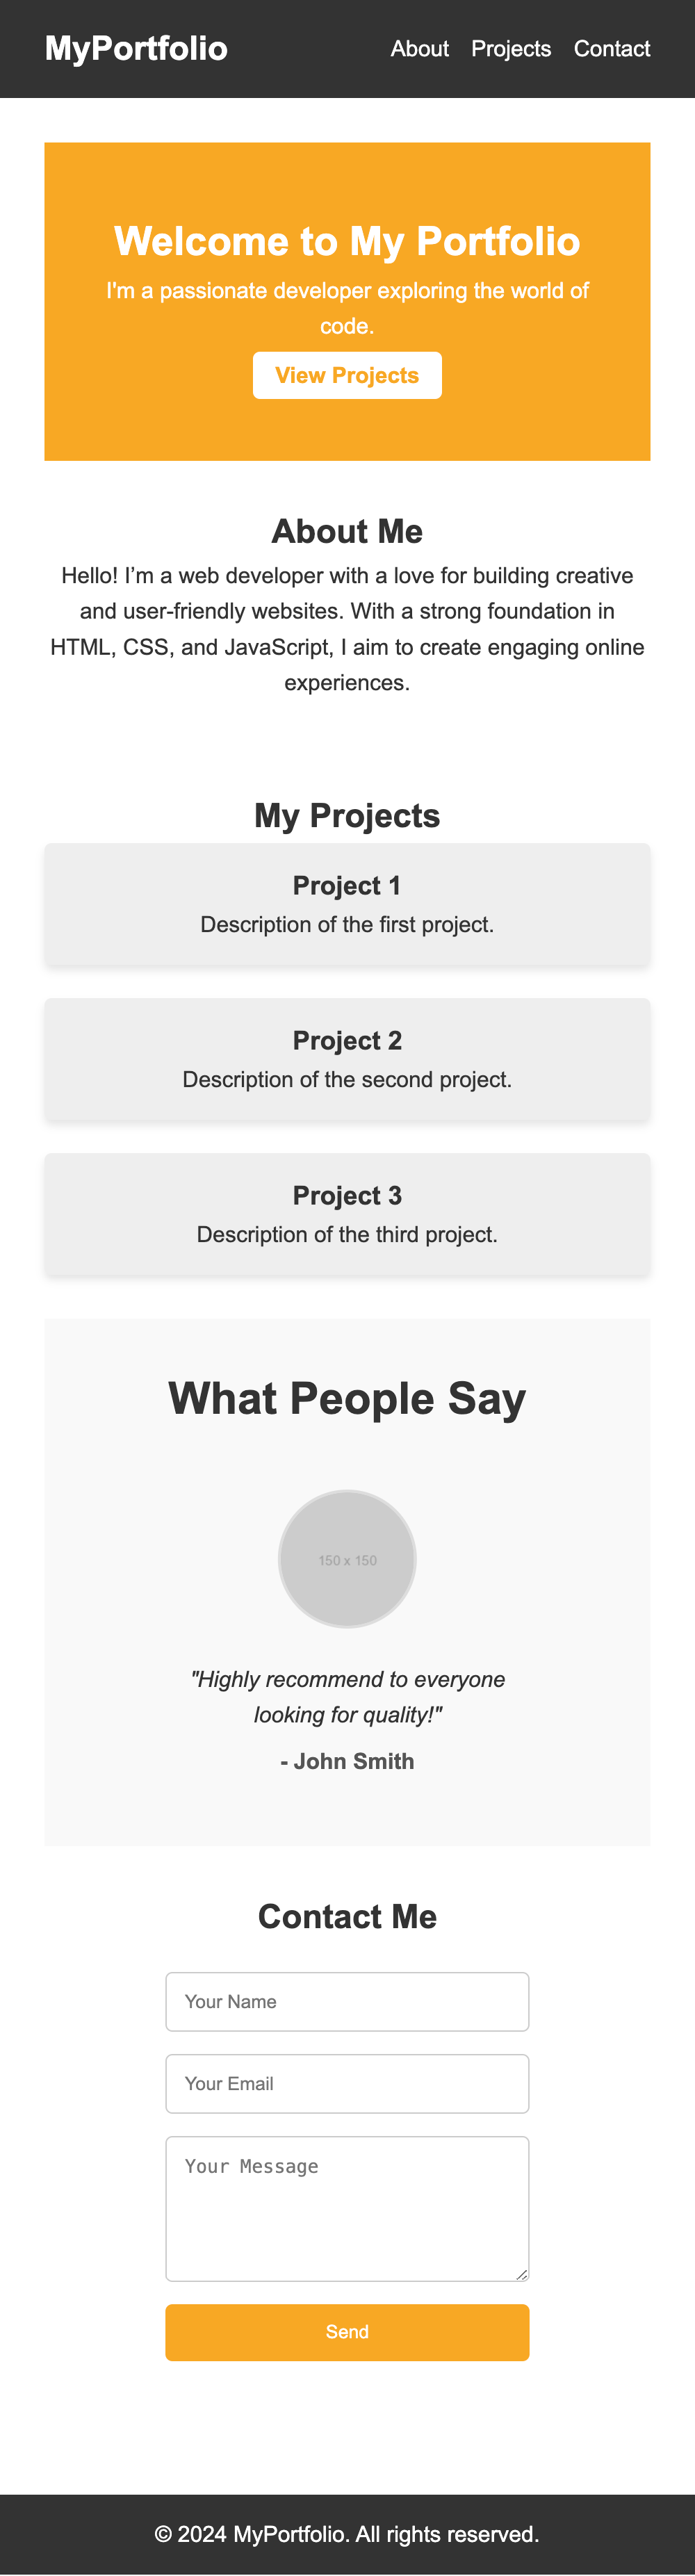 MyPortfolio
About Projects Contact
Welcome to My Portfolio
I'm a passionate developer exploring the world of
code.
View Projects
About Me
Hello! I’m a web developer with a love for building creative
and user-friendly websites. With a strong foundation in
HTML, CSS, and JavaScript, I aim to create engaging online
experiences.
My Projects
Project 1
Description of the first project.
Project 2
Description of the second project.
Project 3
Description of the third project.
What People Say
150 x 150
"Highly recommend to everyone
looking for quality!"
- John Smith
Contact Me
Your Name
Your Email
Your Message
Send
© 2024 MyPortfolio. All rights reserved.